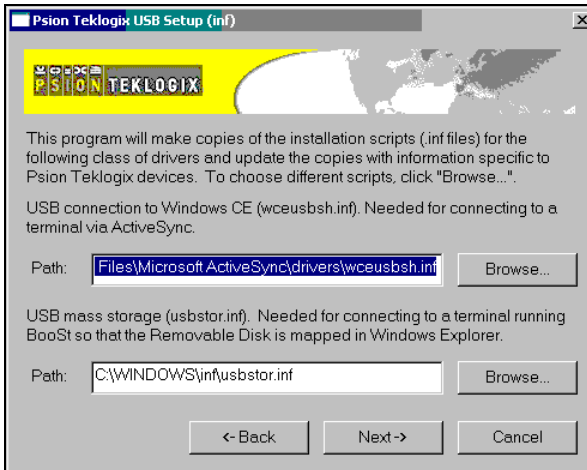 Psion Teklogix USB Setup (inf)
PSION TEKLOGIX
This program will make copies of the installation scripts (.inf files) for the
following class of drivers and update the copies with information specific to
Psion Teklogix devices. To choose different scripts, click "Browse...".
USB connection to Windows CE (wceusbsh.inf). Needed for connecting to a
terminal via ActiveSync.
Path: Files\Microsoft ActiveSync\drivers\wceusbsh.inf Browse...
USB mass storage (usbstor.inf). Needed for connecting to a terminal running
BooSt so that the Removable Disk is mapped in Windows Explorer.
Path: C:\WINDOWS\inf\usbstor.inf Browse...
<- Back Next -> Cancel